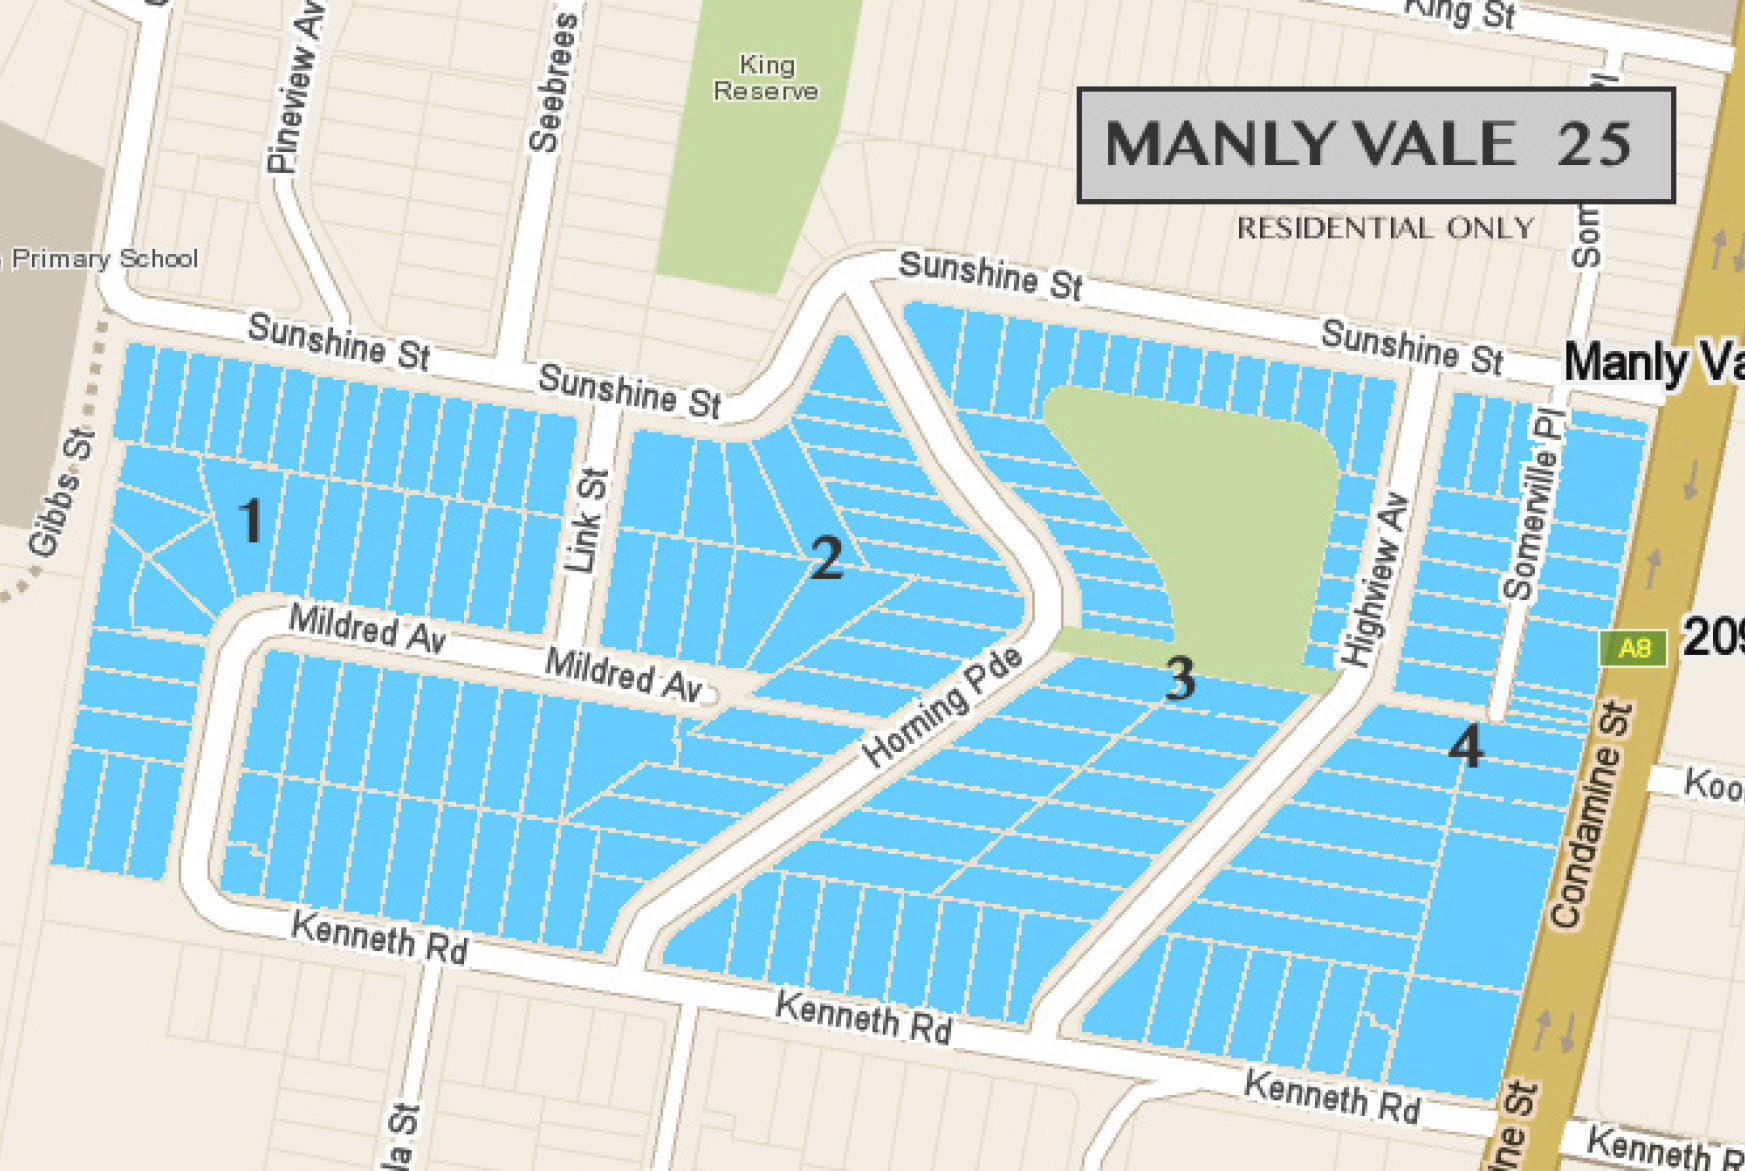 King St
Pineview Av
Seebrees
King
Reserve
MANLY VALE 25
RESIDENTIAL ONLY
Primary School
Sunshine St
Sunshine St
Sunshine St
Sunshine St
Manly Va
Gibbs St
1
Link St
2
Highview Av
Somerville Pl
Mildred Av
Mildred Av
A8
209
3
Horning Pde
4
Condamine St
Koo
Kenneth Rd
Kenneth Rd
Kenneth Rd
Kenneth R
la St
ine St